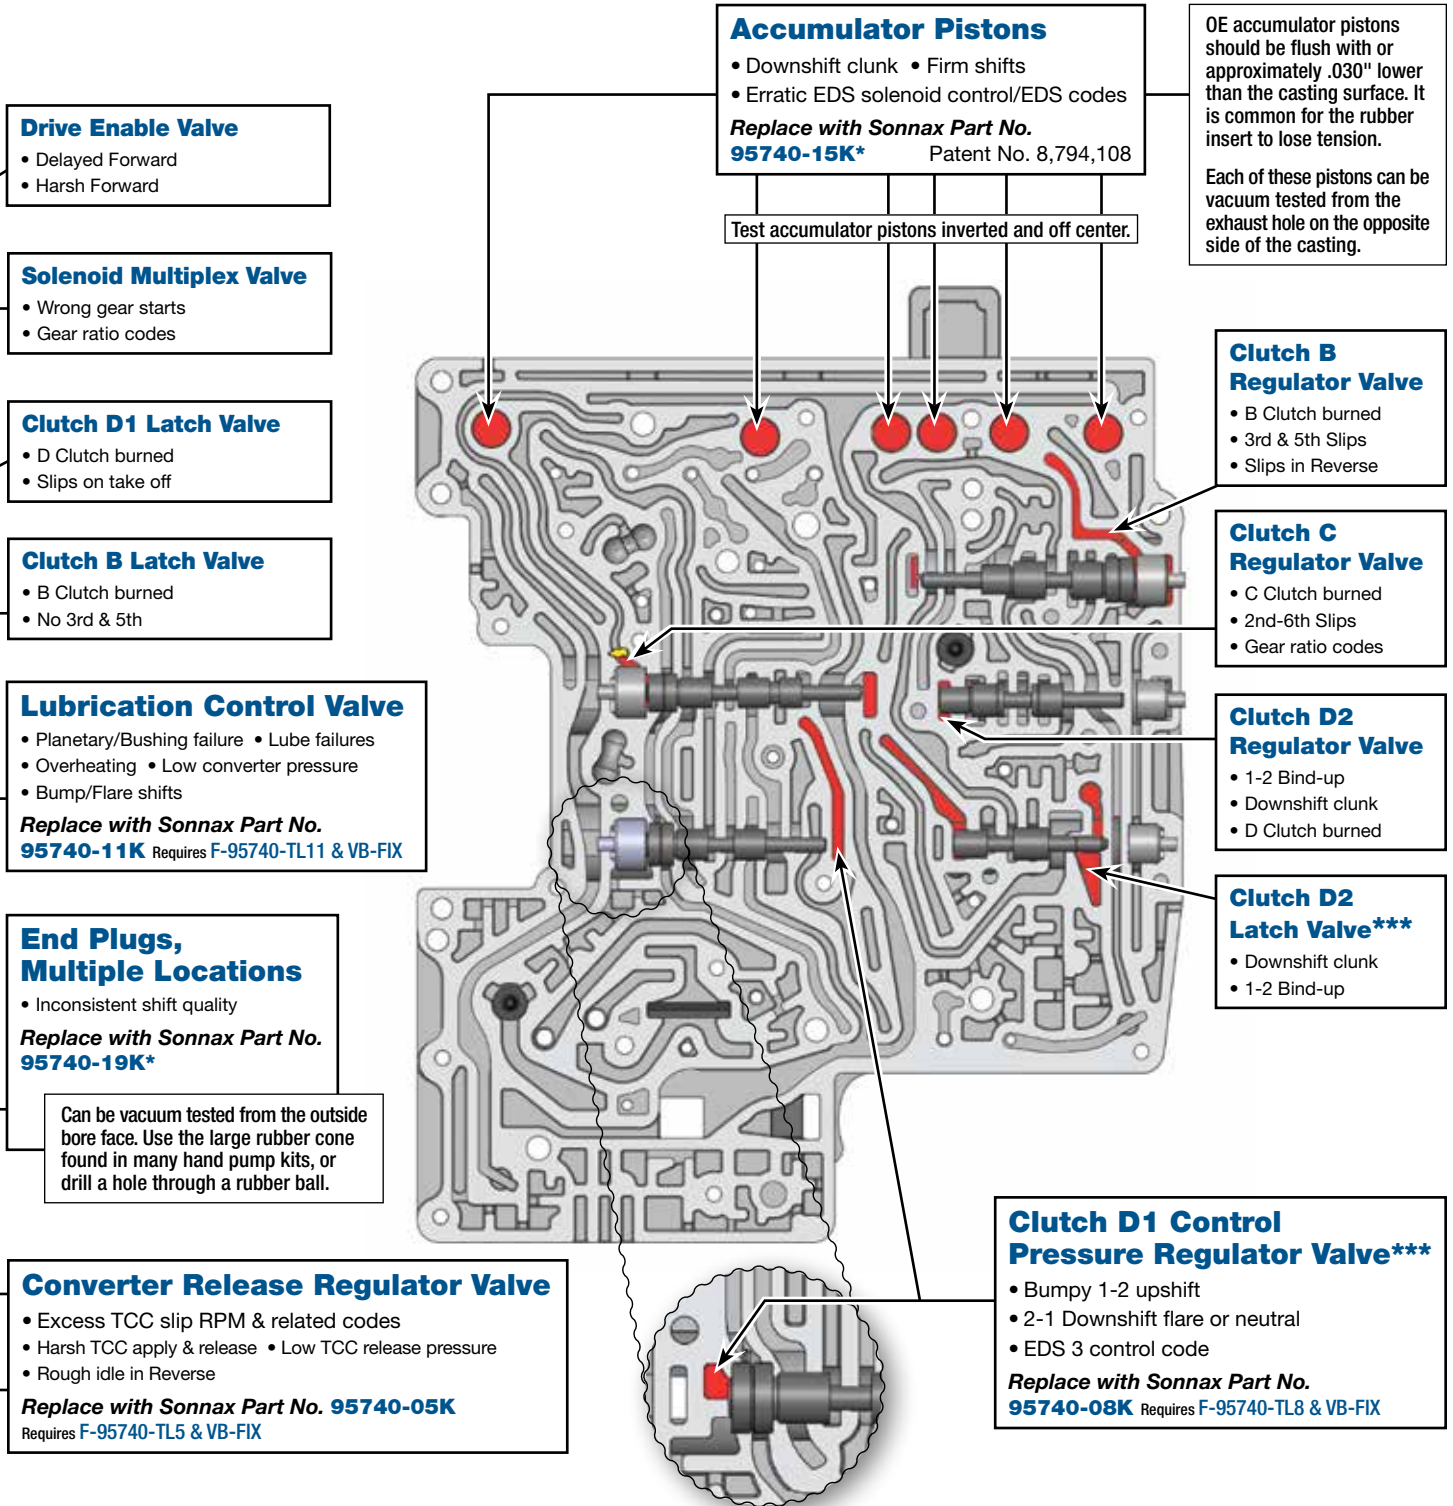 Accumulator Pistons
• Downshift clunk • Firm shifts
• Erratic EDS solenoid control/EDS codes
Replace with Sonnax Part No.
95740-15K* Patent No. 8,794,108
Test accumulator pistons inverted and off center.
OE accumulator pistons
should be flush with or
approximately .030" lower
than the casting surface. It
is common for the rubber
insert to lose tension.
Each of these pistons can be
vacuum tested from the
exhaust hole on the opposite
side of the casting.
Drive Enable Valve
• Delayed Forward
• Harsh Forward
Solenoid Multiplex Valve
• Wrong gear starts
• Gear ratio codes
Clutch D1 Latch Valve
• D Clutch burned
• Slips on take off
Clutch B Latch Valve
• B Clutch burned
• No 3rd & 5th
Lubrication Control Valve
• Planetary/Bushing failure • Lube failures
• Overheating • Low converter pressure
• Bump/Flare shifts
Replace with Sonnax Part No.
95740-11K Requires F-95740-TL11 & VB-FIX
End Plugs,
Multiple Locations
• Inconsistent shift quality
Replace with Sonnax Part No.
95740-19K*
Can be vacuum tested from the outside
bore face. Use the large rubber cone
found in many hand pump kits, or
drill a hole through a rubber ball.
Converter Release Regulator Valve
• Excess TCC slip RPM & related codes
• Harsh TCC apply & release • Low TCC release pressure
• Rough idle in Reverse
Replace with Sonnax Part No. 95740-05K
Requires F-95740-TL5 & VB-FIX
Clutch B
Regulator Valve
• B Clutch burned
• 3rd & 5th Slips
• Slips in Reverse
Clutch C
Regulator Valve
• C Clutch burned
• 2nd-6th Slips
• Gear ratio codes
Clutch D2
Regulator Valve
• 1-2 Bind-up
• Downshift clunk
• D Clutch burned
Clutch D2
Latch Valve***
• Downshift clunk
• 1-2 Bind-up
Clutch D1 Control
Pressure Regulator Valve***
• Bumpy 1-2 upshift
• 2-1 Downshift flare or neutral
• EDS 3 control code
Replace with Sonnax Part No.
95740-08K Requires F-95740-TL8 & VB-FIX